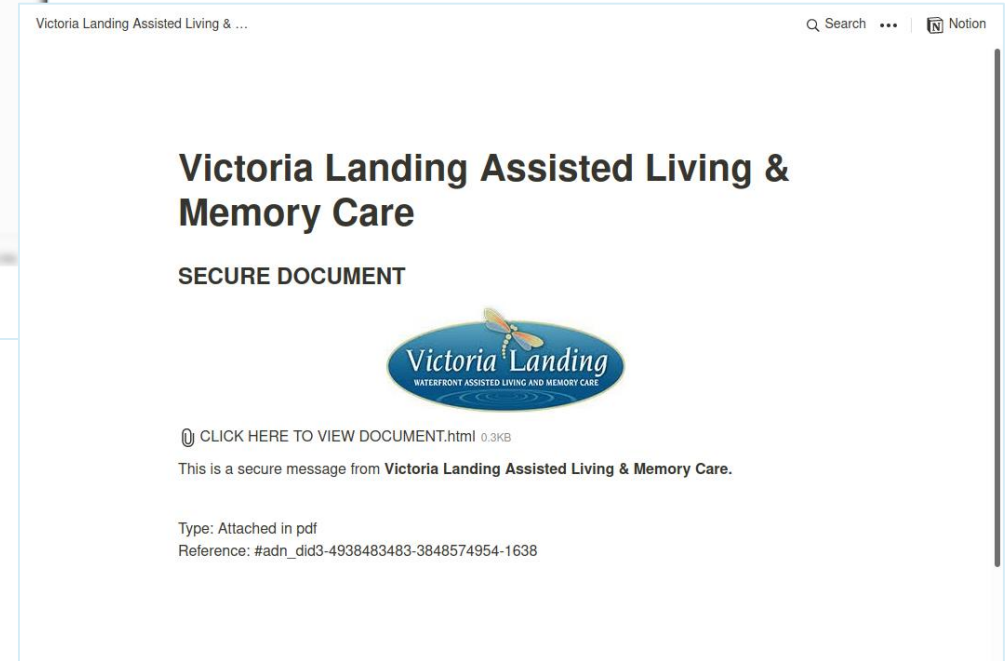 Victoria Landing Assisted Living & ...
Search ••• Notion
Victoria Landing Assisted Living &
Memory Care
SECURE DOCUMENT
Victoria Landing
WATERFRONT ASSISTED LIVING AND MEMORY CARE
CLICK HERE TO VIEW DOCUMENT.html 0.3KB
This is a secure message from Victoria Landing Assisted Living & Memory Care.
Type: Attached in pdf
Reference: #adn_did3-4938483483-3848574954-1638